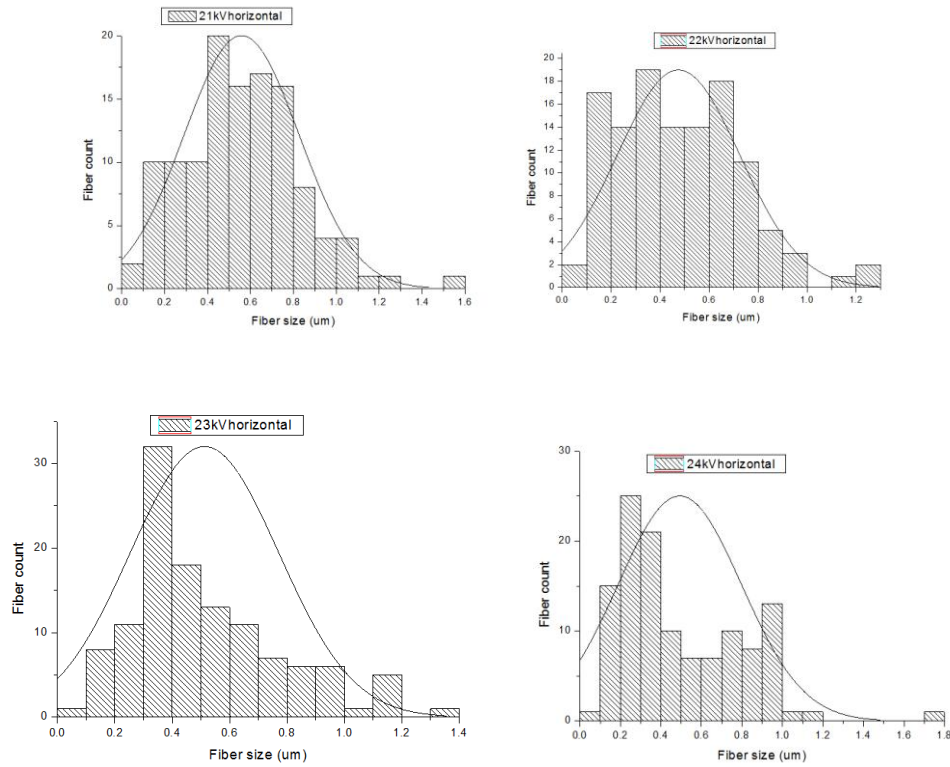 21kVhorizontal
20
15
10
5
0
Fiber count
0.0 0.2 0.4 0.6 0.8 1.0 1.2 1.4 1.6
Fiber size (um)
22kVhorizontal
20
18
16
14
12
10
8
6
4
2
0
Fiber count
0.0 0.2 0.4 0.6 0.8 1.0 1.2
Fiber size (um)
23kVhorizontal
30
20
10
0
Fiber count
0.0 0.2 0.4 0.6 0.8 1.0 1.2 1.4
Fiber size (um)
24kVhorizontal
30
20
10
0
Fiber count
0.0 0.2 0.4 0.6 0.8 1.0 1.2 1.4 1.6 1.8
Fiber size (um)